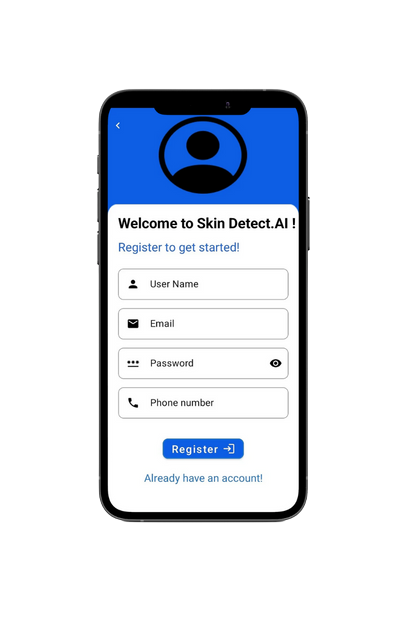 Welcome to Skin Detect.AI !
Register to get started!
User Name
Email
Password
Phone number
Register
Already have an account!